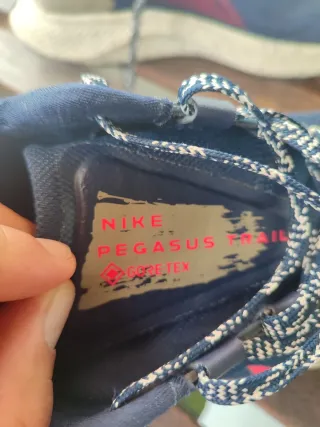 NiKE
PEGASUS TRAIL
GORE-TEX